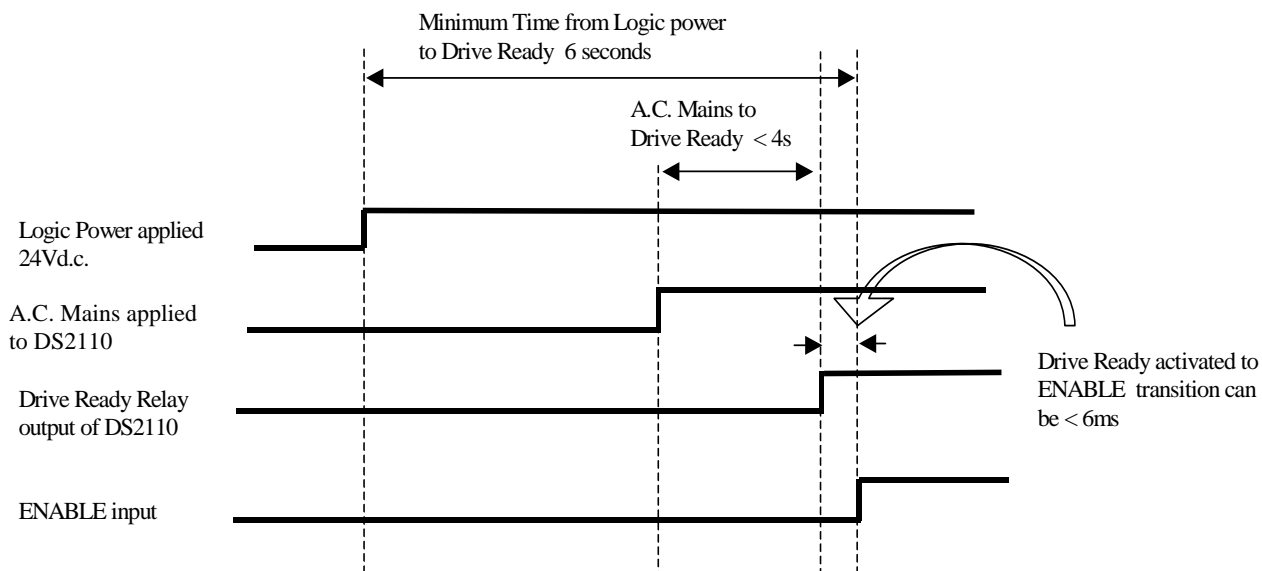 Minimum Time from Logic power
to Drive Ready 6 seconds
A.C. Mains to
Drive Ready < 4s
Logic Power applied
24Vd.c.
A.C. Mains applied
to DS2110
Drive Ready activated to
ENABLE transition can
be < 6ms
Drive Ready Relay
output of DS2110
ENABLE input